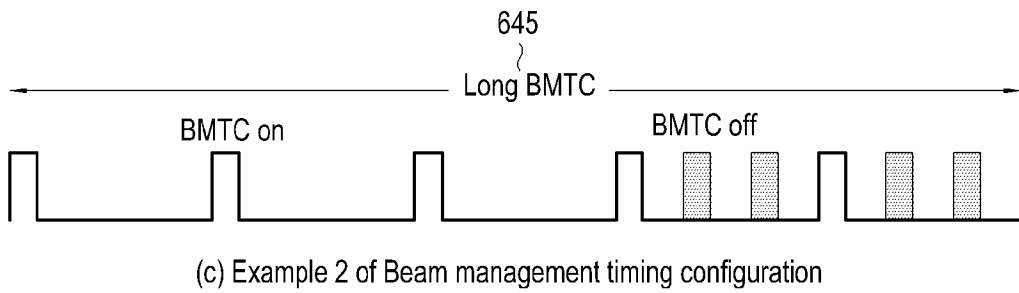 645
Long BMTC
BMTC on
BMTC off
(c) Example 2 of Beam management timing configuration